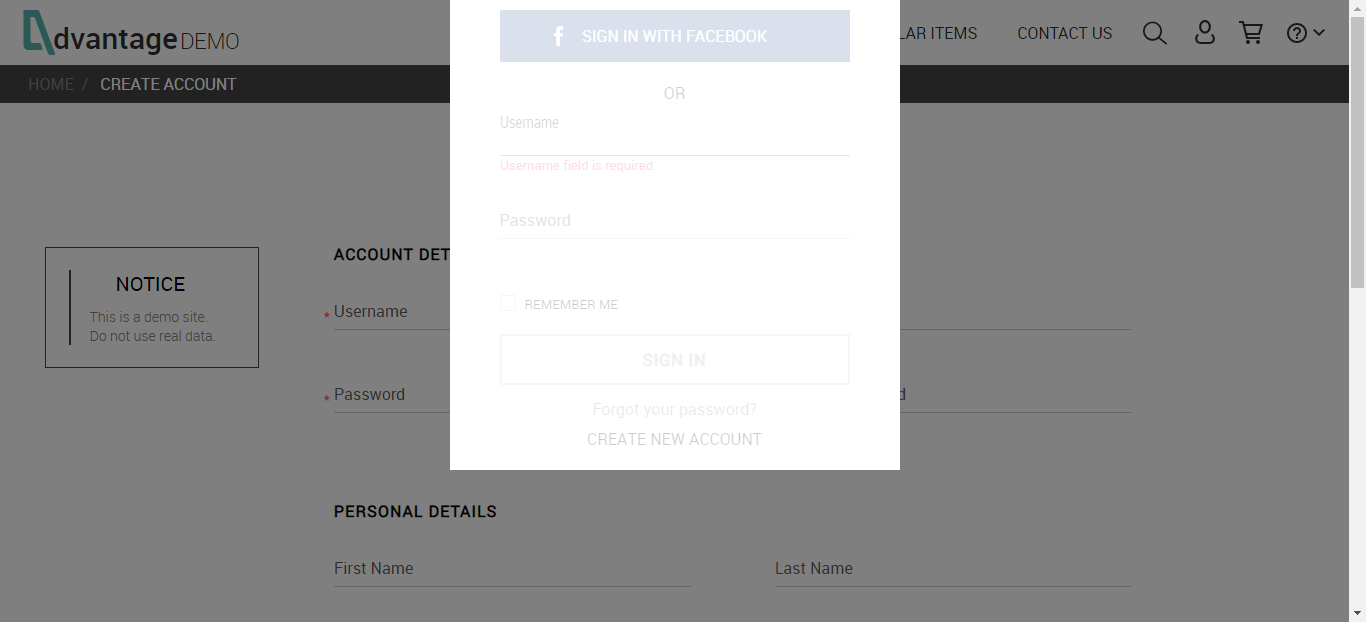 dvantage DEMO
LAR ITEMS
CONTACT US
HOME / CREATE ACCOUNT
SIGN IN WITH FACEBOOK
OR
Username
Username field is required
Password
REMEMBER ME
SIGN IN
Forgot your password?
CREATE NEW ACCOUNT
NOTICE
This is a demo site.
Do not use real data.
ACCOUNT DET
* Username
* Password
d
PERSONAL DETAILS
First Name
Last Name